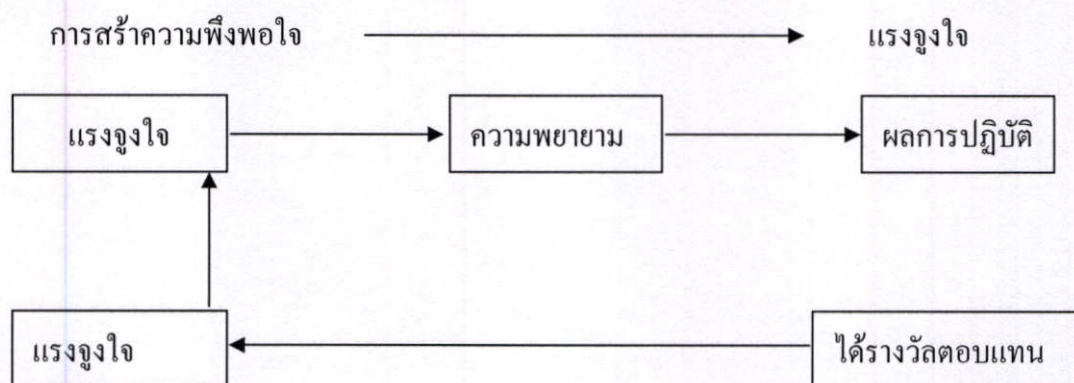 การสร้าความพึงพอใจ แรงจูงใจ
แรงจูงใจ ความพยายาม ผลการปฏิบัติ
แรงจูงใจ ได้รางวัลตอบแทน